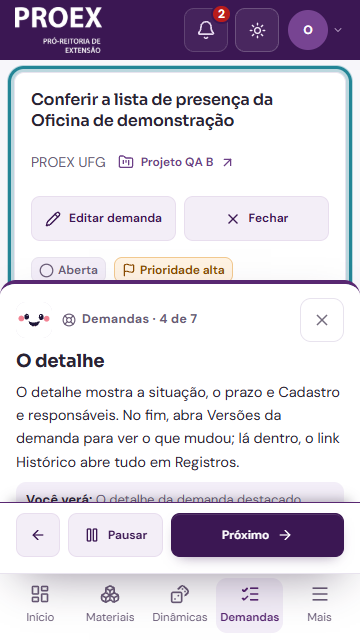 PROEX
PRÓ-REITORIA DE
EXTENSÃO
2
O
Conferir a lista de presença da
Oficina de demonstração
PROEX UFG Projeto QA B
Editar demanda Fechar
Aberta Prioridade alta
Demandas · 4 de 7
O detalhe
O detalhe mostra a situação, o prazo e Cadastro
e responsáveis. No fim, abra Versões da
demanda para ver o que mudou; lá dentro, o link
Histórico abre tudo em Registros.
Você verá: O detalhe da demanda destacado
Pausar Próximo
Início Materiais Dinâmicas Demandas Mais